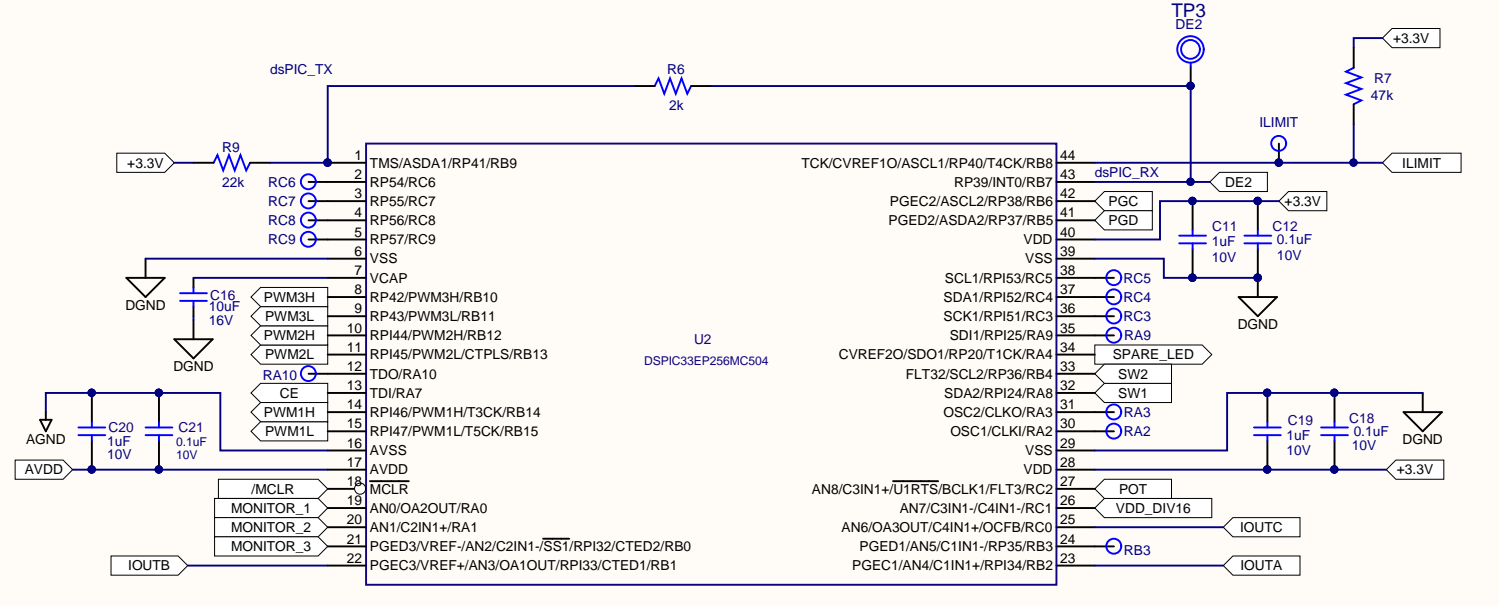 TP3
DE2
+3.3V
dsPIC_TX
R6
2k
R7
47k
ILIMIT
R9
+3.3V
22k
1 TMS/ASDA1/RP41/RB9
TCK/CVREF1O/ASCL1/RP40/T4CK/RB8 44
ILIMIT
dsPIC_RX
RC6 2 RP54/RC6
RP39/INT0/RB7 43
DE2
RC7 3 RP55/RC7
PGEC2/ASCL2/RP38/RB6 42 PGC
+3.3V
RC8 4 RP56/RC8
PGED2/ASDA2/RP37/RB5 41 PGD
RC9 5 RP57/RC9
VDD 40
C11
1uF
10V
C12
0.1uF
10V
6 VSS
VSS 39
7 VCAP
SCL1/RPI53/RC5 38 RC5
DGND
C16
10uF
16V
PWM3H 8 RP42/PWM3H/RB10
SDA1/RPI52/RC4 37 RC4
PWM3L 9 RP43/PWM3L/RB11
SCK1/RPI51/RC3 36 RC3
DGND
PWM2H 10 RPI44/PWM2H/RB12
SDI1/RPI25/RA9 35 RA9
U2
DSPIC33EP256MC504
PWM2L 11 RPI45/PWM2L/CTPLS/RB13
CVREF2O/SDO1/RP20/T1CK/RA4 34 SPARE_LED
DGND
RA10 12 TDO/RA10
FLT32/SCL2/RP36/RB4 33 SW2
CE 13 TDI/RA7
SDA2/RPI24/RA8 32 SW1
PWM1H 14 RPI46/PWM1H/T3CK/RB14
OSC2/CLKO/RA3 31 RA3
PWM1L 15 RPI47/PWM1L/T5CK/RB15
OSC1/CLKI/RA2 30 RA2
AGND
C20
1uF
10V
C21
0.1uF
10V
C19
1uF
10V
C18
0.1uF
10V
DGND
16 AVSS
VSS 29
AVDD
17 AVDD
VDD 28
+3.3V
/MCLR 18 MCLR
AN8/C3IN1+/U1RTS/BCLK1/FLT3/RC2 27 POT
MONITOR_1 19 AN0/OA2OUT/RA0
AN7/C3IN1-/C4IN1-/RC1 26 VDD_DIV16
MONITOR_2 20 AN1/C2IN1+/RA1
AN6/OA3OUT/C4IN1+/OCFB/RC0 25 IOUTC
MONITOR_3 21 PGED3/VREF-/AN2/C2IN1-/SS1/RPI32/CTED2/RB0
PGED1/AN5/C1IN1-/RP35/RB3 24 RB3
IOUTB 22 PGEC3/VREF+/AN3/OA1OUT/RPI33/CTED1/RB1
PGEC1/AN4/C1IN1+/RPI34/RB2 23 IOUTA